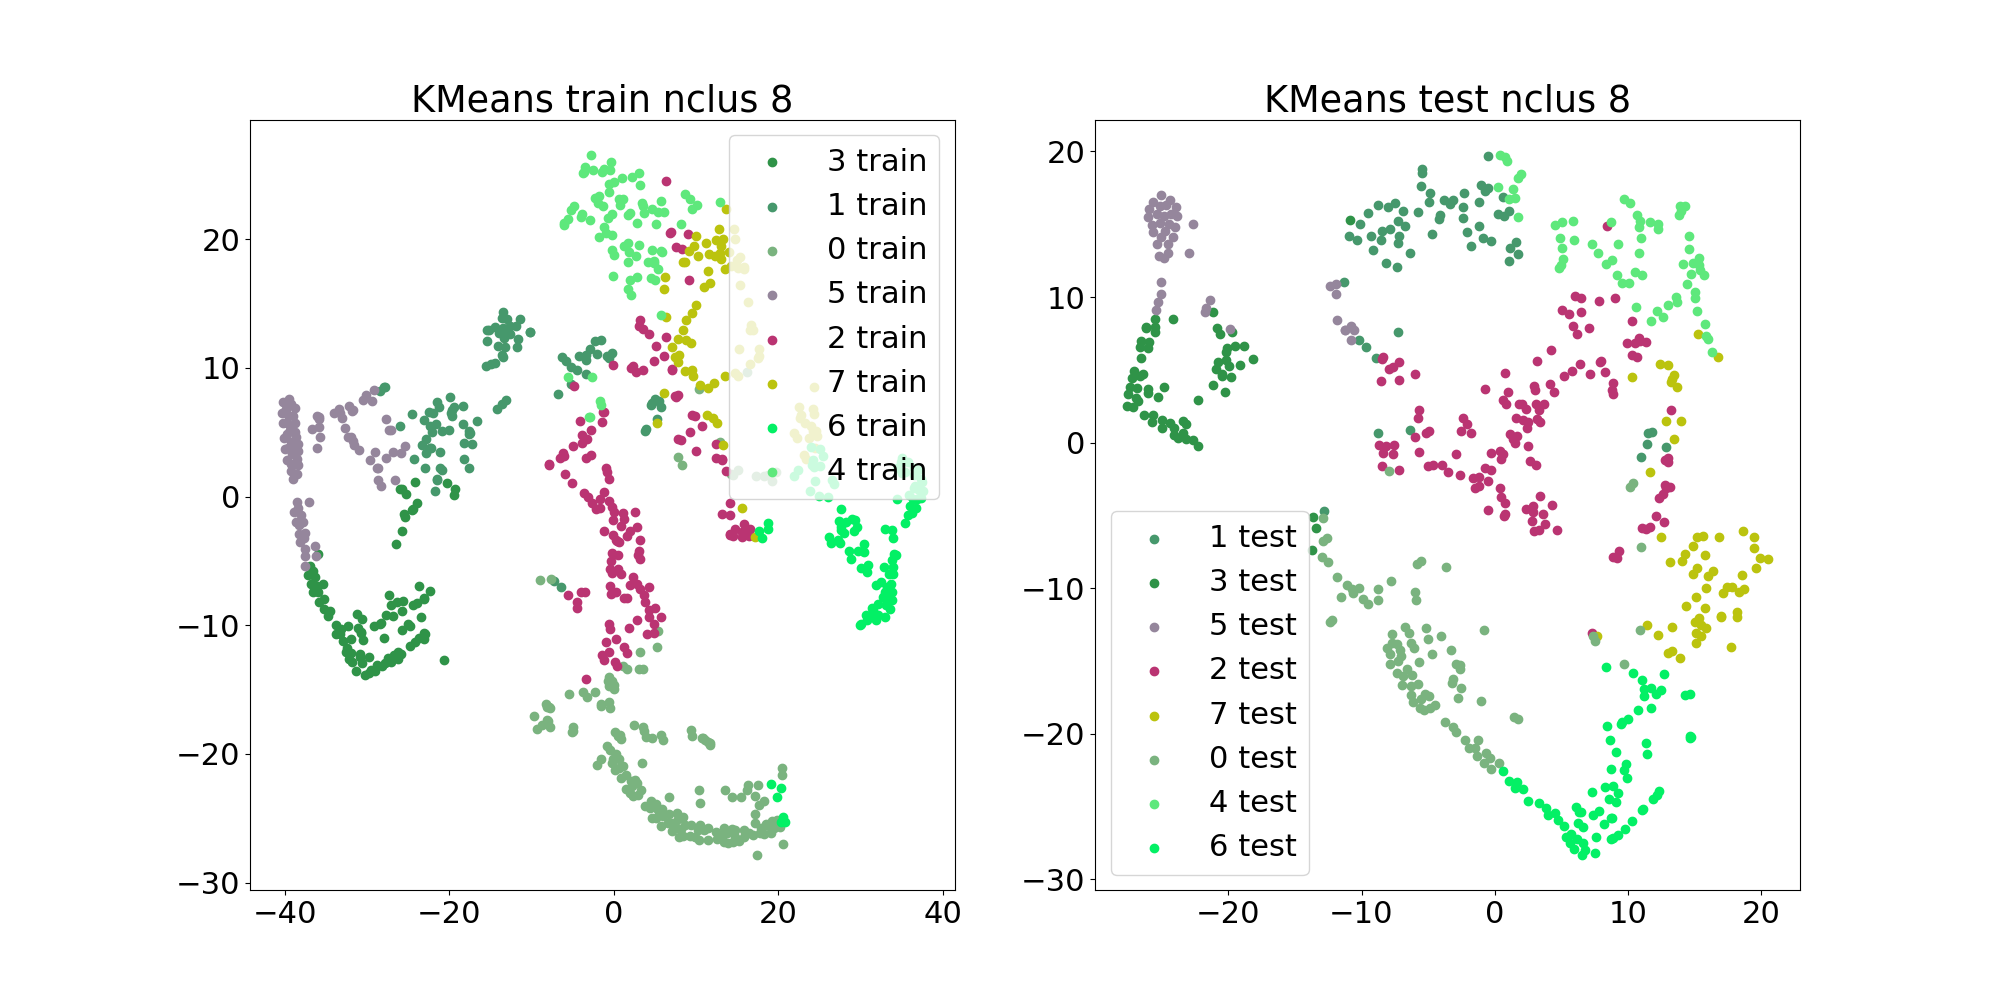 KMeans train nclus 8
20
10
0
−10
−20
−30
−40
−20
0
20
40
3 train
1 train
0 train
5 train
2 train
7 train
6 train
4 train
KMeans test nclus 8
20
10
0
−10
−20
−30
−20
−10
0
10
20
1 test
3 test
5 test
2 test
7 test
0 test
4 test
6 test